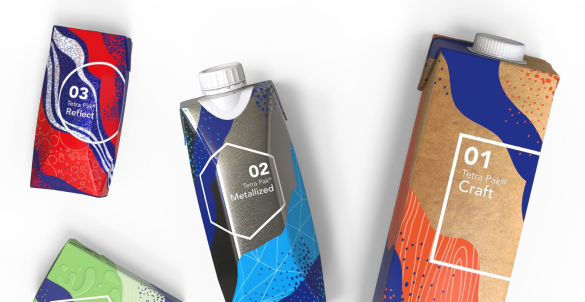 03
Tetra Pak®
Reflect
02
Tetra Pak®
Metallized
01
Tetra Pak®
Craft